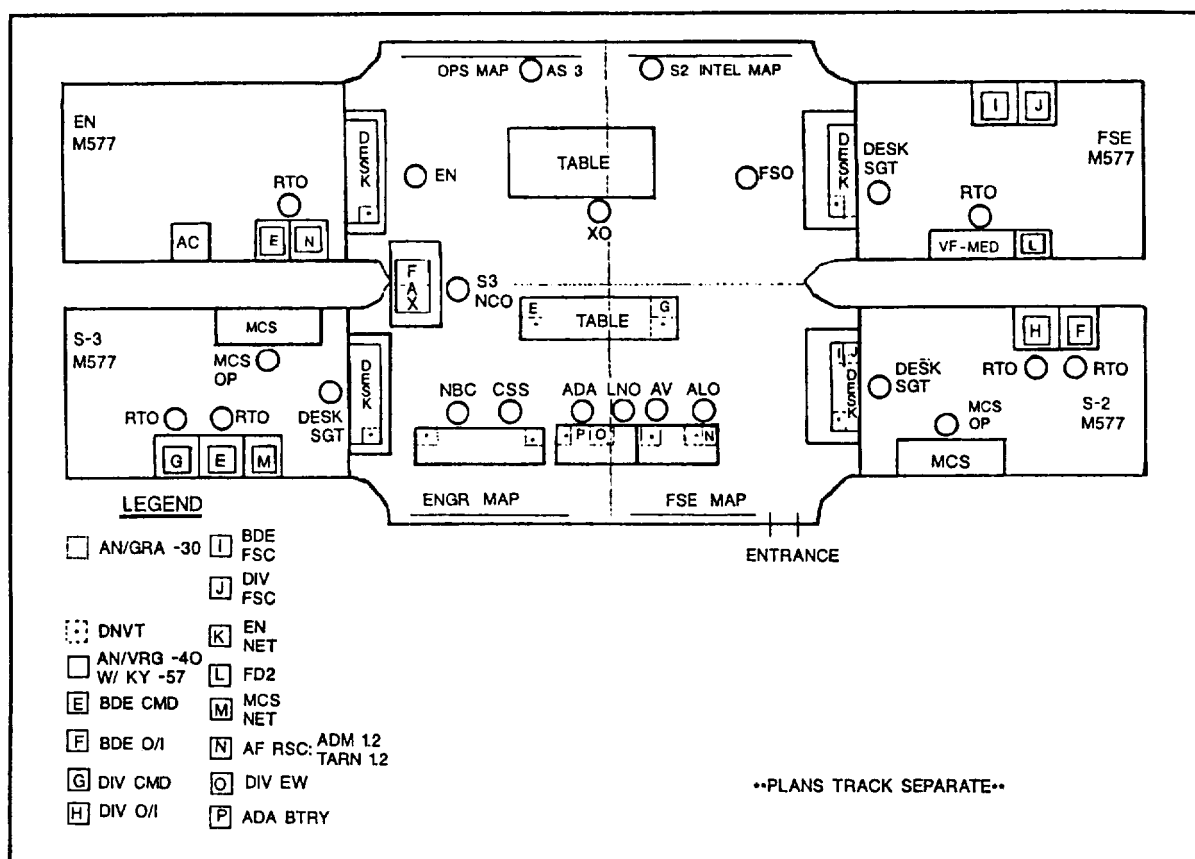 OPS MAP
AS 3
S2 INTEL MAP
EN
M577
DESK
EN
TABLE
XO
FSO
DESK
DESK
SGT
I
J
FSE
M577
RTO
RTO
AC
E
N
VF-MED
L
FAX
S3
NCO
E
TABLE
G
S-3
M577
MCS
MCS
OP
DESK
SGT
DESK
RTO
RTO
G
E
M
NBC
CSS
ADA
LNO
AV
ALO
P I O
N
I J
DESK
DESK
SGT
H
F
RTO
RTO
MCS
OP
S-2
M577
MCS
ENGR MAP
FSE MAP
ENTRANCE
LEGEND
AN/GRA -30
DNVT
AN/VRG -40
W/ KY -57
E BDE CMD
F BDE O/I
G DIV CMD
H DIV O/I
I BDE
FSC
J DIV
FSC
K EN
NET
L FD2
M MCS
NET
N AF RSC: ADM 1.2
TARN 1.2
O DIV EW
P ADA BTRY
••PLANS TRACK SEPARATE••